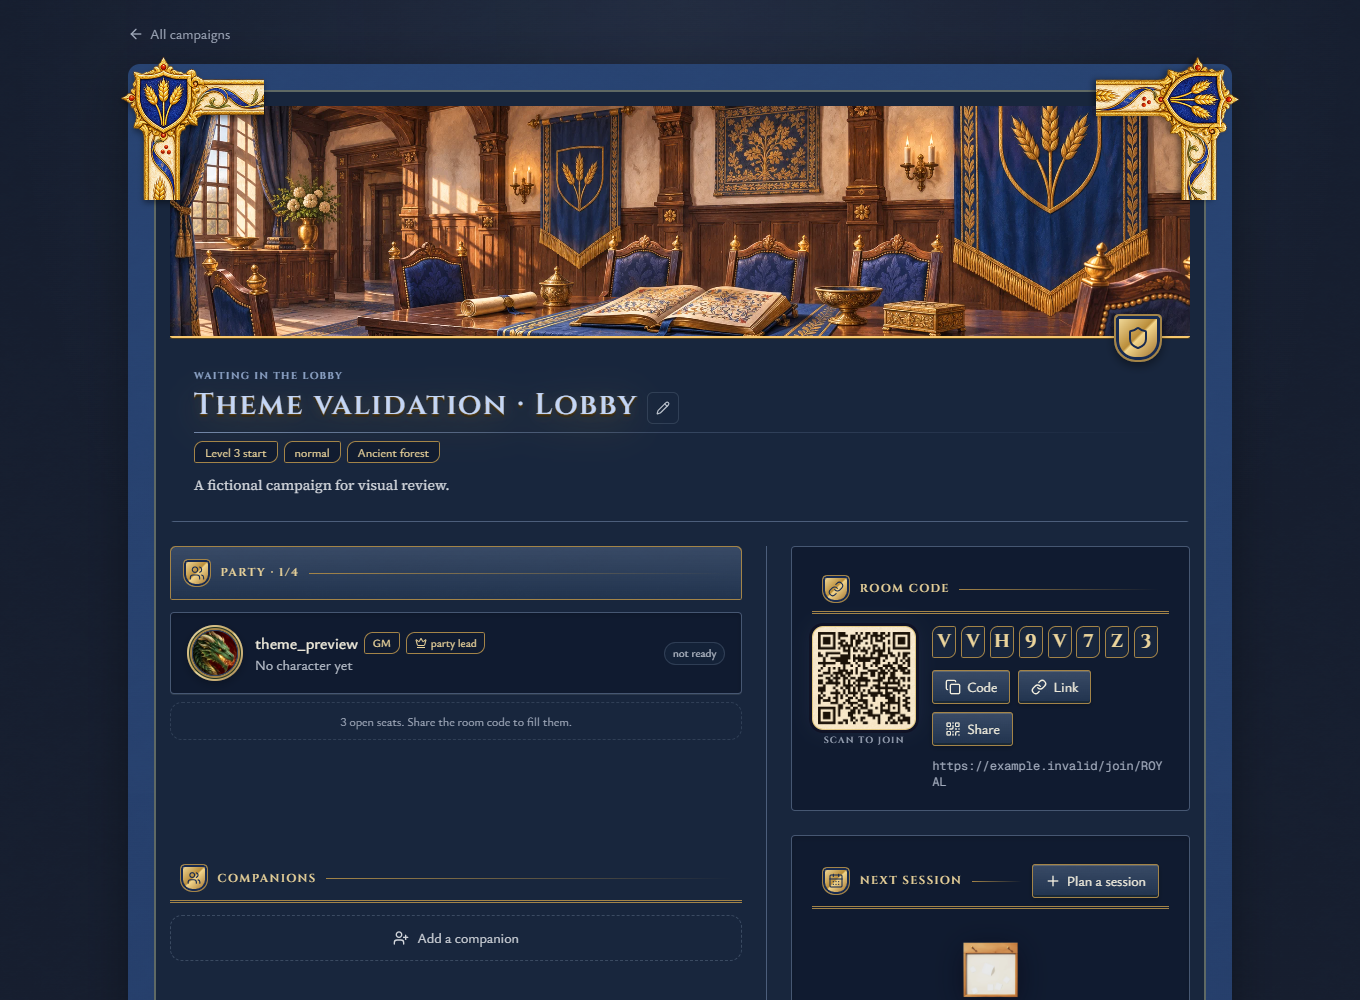 All campaigns
WAITING IN THE LOBBY
THEME VALIDATION · LOBBY
Level 3 start
normal
Ancient forest
A fictional campaign for visual review.
PARTY · 1/4
theme_preview
GM
party lead
No character yet
not ready
3 open seats. Share the room code to fill them.
COMPANIONS
Add a companion
ROOM CODE
V V H 9 V 7 Z 3
Code
Link
Share
SCAN TO JOIN
https://example.invalid/join/ROY
AL
NEXT SESSION
Plan a session